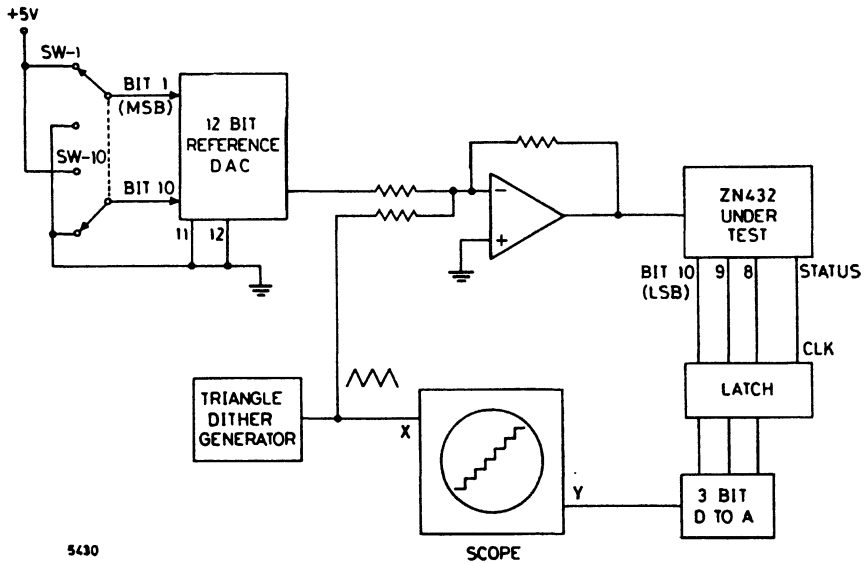 +5V
SW-1
BIT 1
(MSB)
12 BIT
REFERENCE
DAC
SW-10
BIT 10
11
12
−
+
ZN432
UNDER
TEST
BIT 10
(LSB)
9
8
STATUS
CLK
LATCH
TRIANGLE
DITHER
GENERATOR
X
Y
3 BIT
D TO A
SCOPE
5430